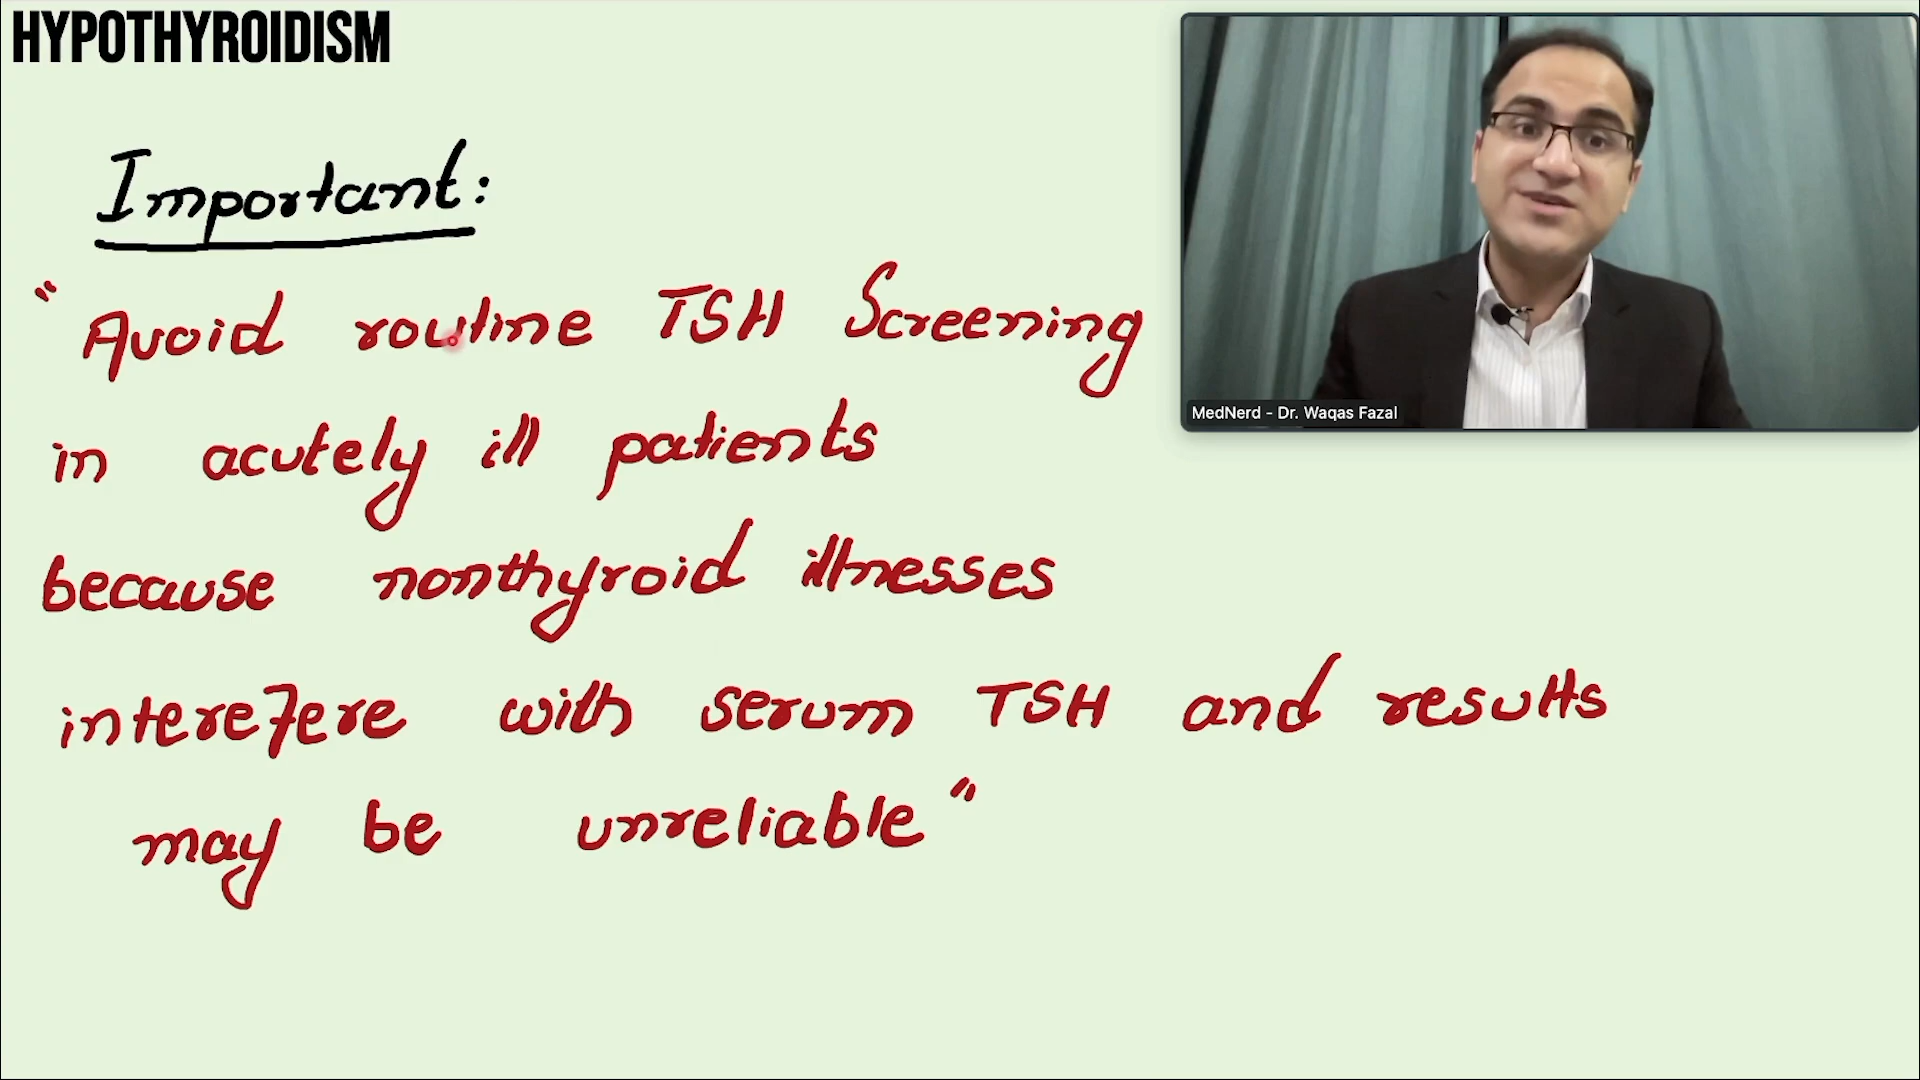 HYPOTHYROIDISM
Important:
"Avoid routine TSH Screening
in acutely ill patients
because nonthyroid illnesses
interefere with serum TSH and results
may be unreliable"
MedNerd - Dr. Waqas Fazal